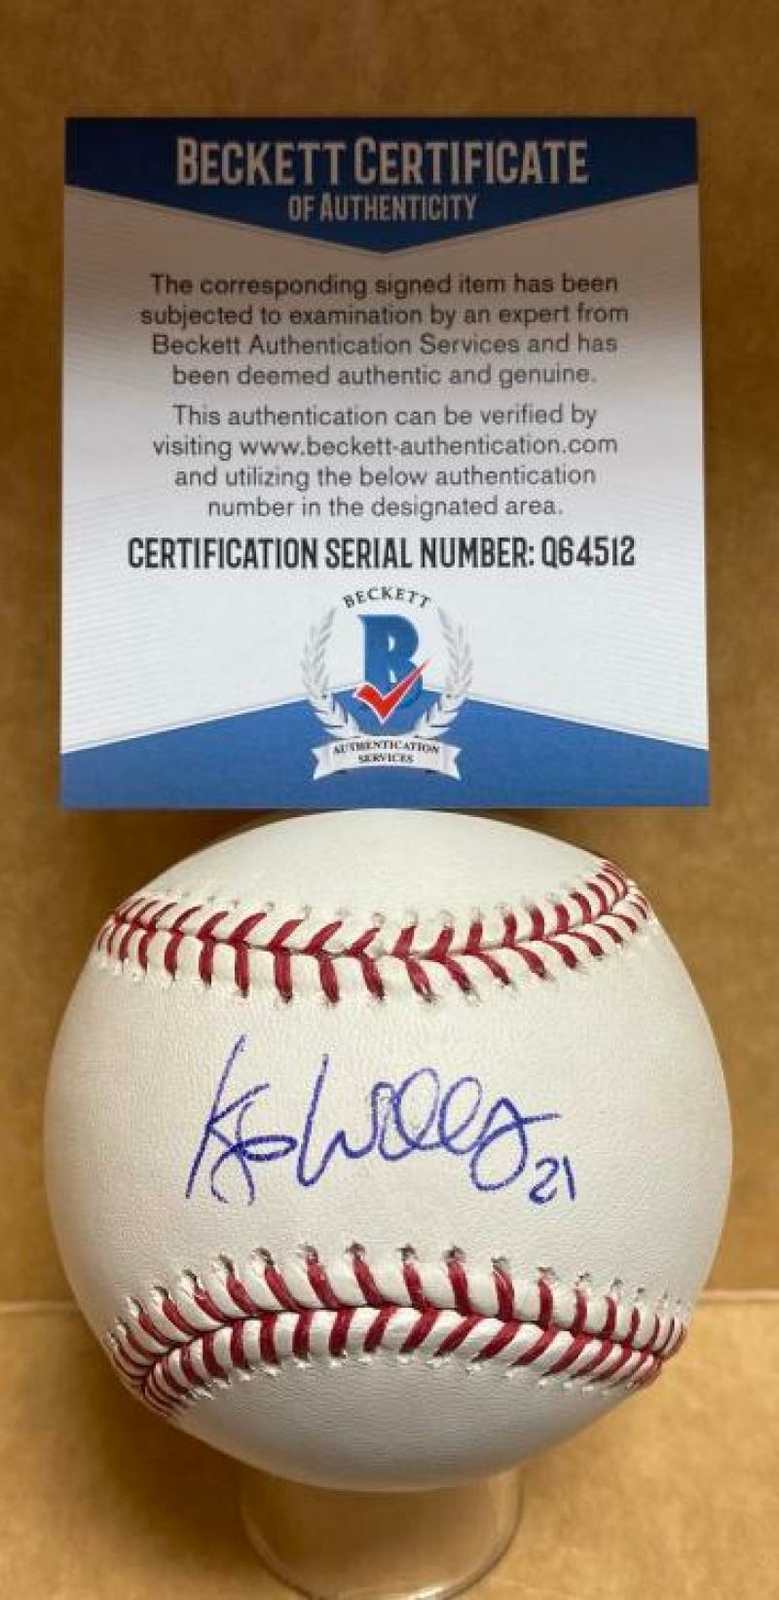 BECKETT CERTIFICATE
OF AUTHENTICITY
The corresponding signed item has been
subjected to examination by an expert from
Beckett Authentication Services and has
been deemed authentic and genuine.
This authentication can be verified by
visiting www.beckett-authentication.com
and utilizing the below authentication
number in the designated area.
CERTIFICATION SERIAL NUMBER: Q64512
BECKETT
B
AUTHENTICATION
SERVICES
21